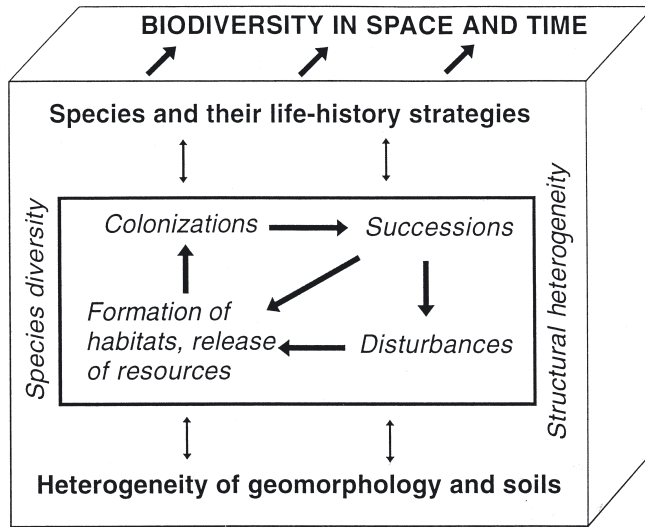 BIODIVERSITY IN SPACE AND TIME
Species and their life-history strategies
Species diversity
Structural heterogeneity
Colonizations
Successions
Formation of
habitats, release
of resources
Disturbances
Heterogeneity of geomorphology and soils